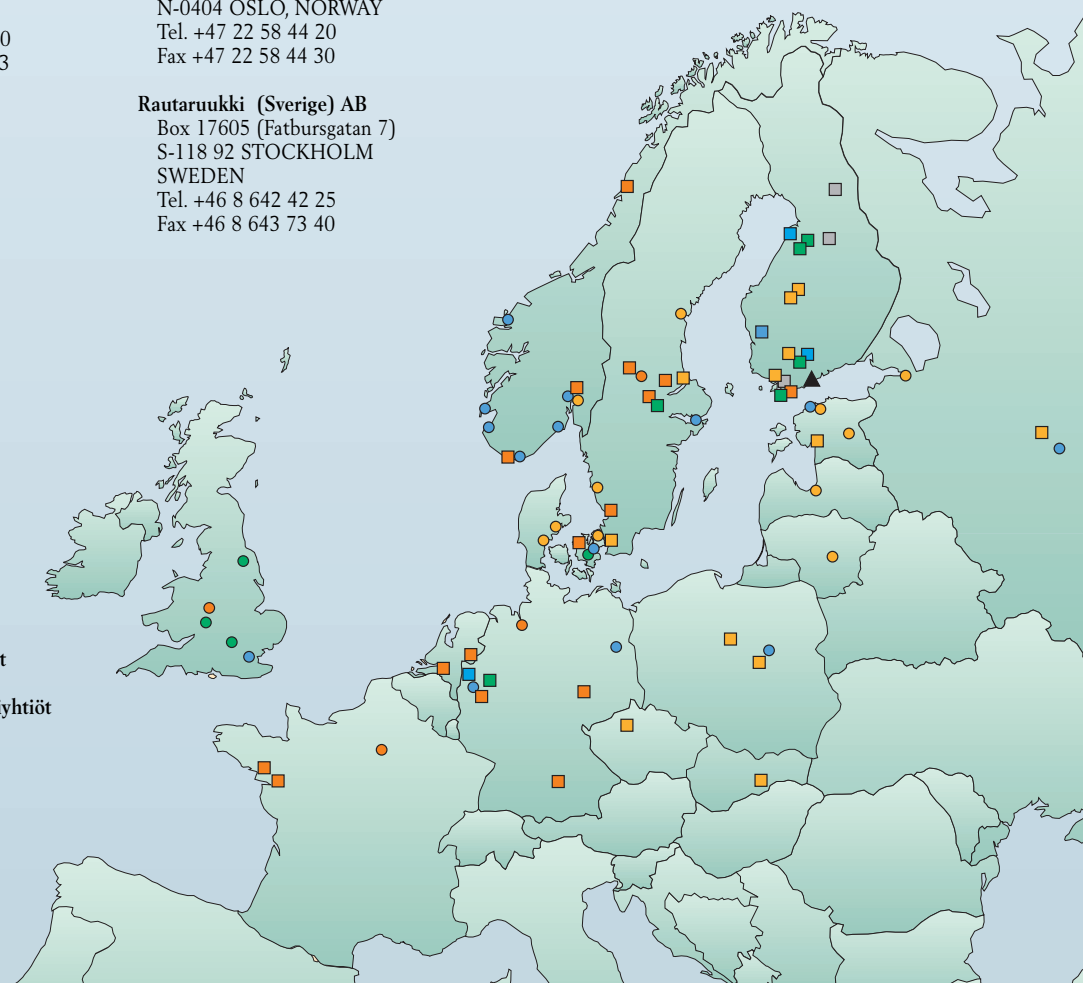 N-0404 OSLO, NORWAY
Tel. +47 22 58 44 20
Fax +47 22 58 44 30
0
3
Rautaruukki (Sverige) AB
Box 17605 (Fatbursgatan 7)
S-118 92 STOCKHOLM
SWEDEN
Tel. +46 8 642 42 25
Fax +46 8 643 73 40
t
yhtiöt